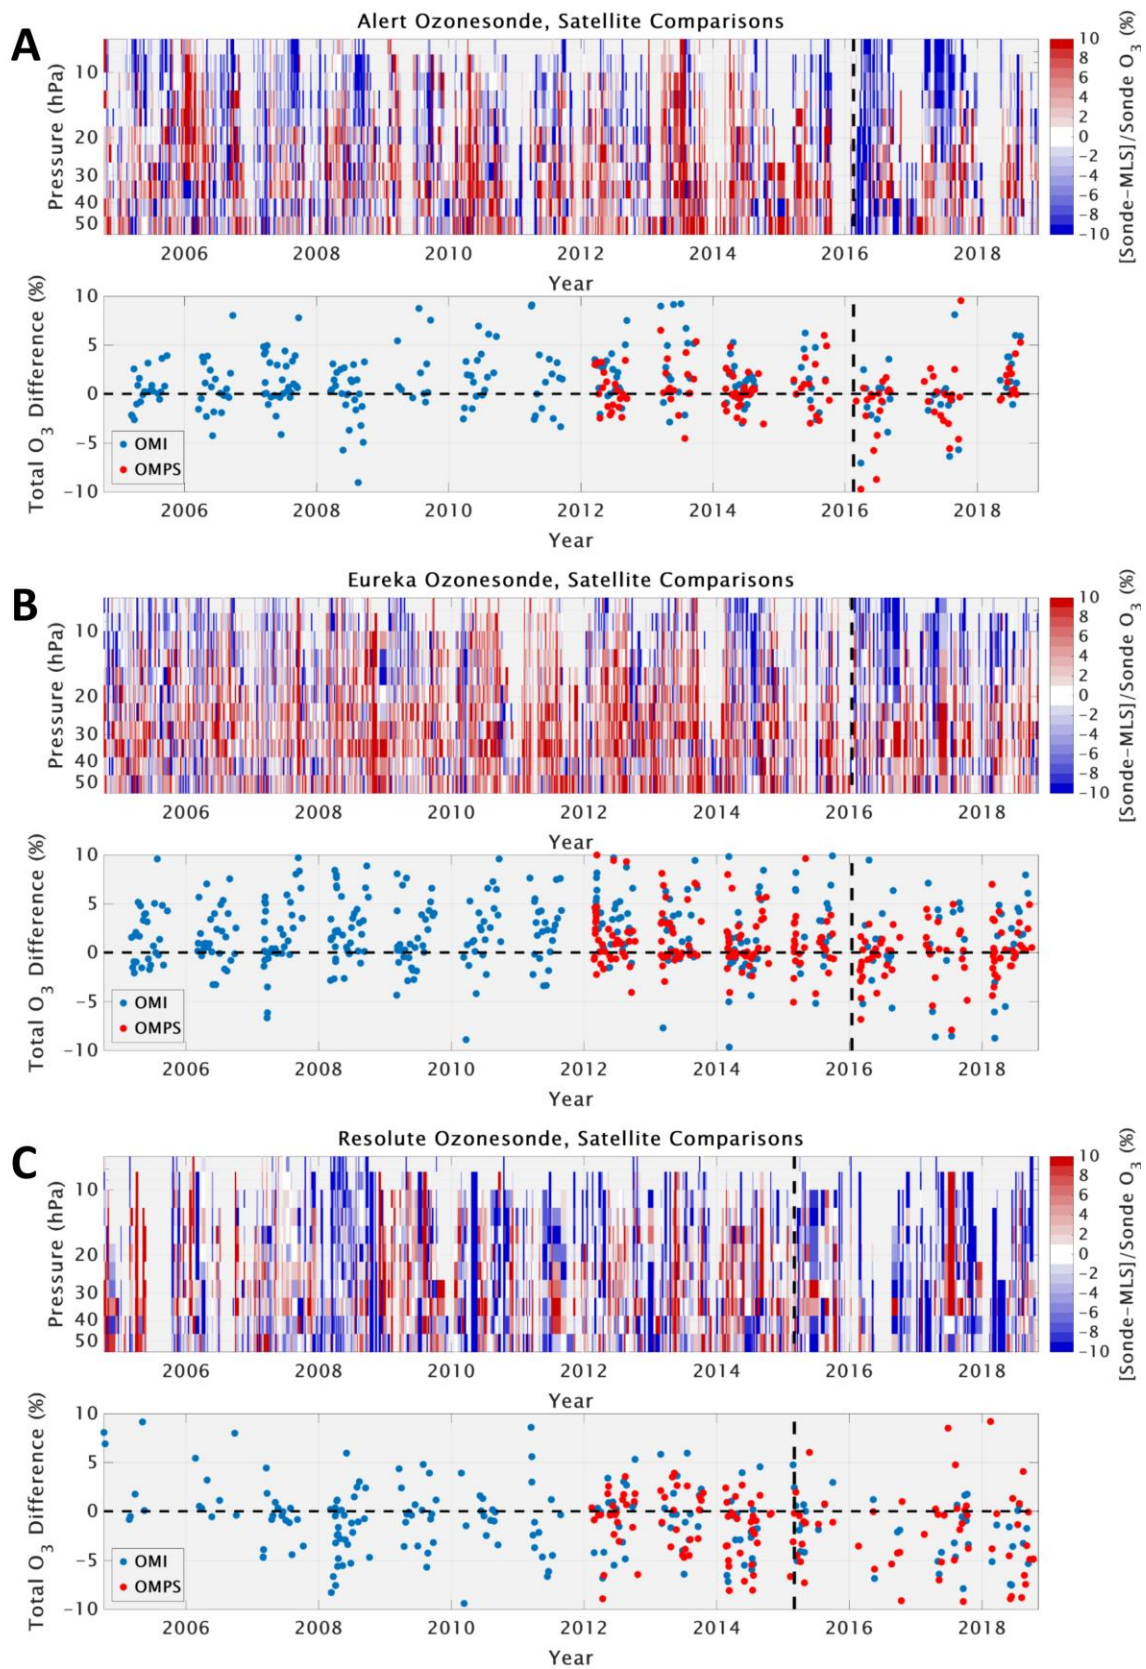 A
Alert Ozonesonde, Satellite Comparisons
Pressure (hPa)
10
20
30
40
50
2006 2008 2010 2012 2014 2016 2018
Year
10
8
6
4
2
0
−2
−4
−6
−8
−10
[Sonde−MLS]/Sonde O3 (%)
Total O3 Difference (%)
10
5
0
−5
−10
OMI
OMPS
2006 2008 2010 2012 2014 2016 2018
Year
B
Eureka Ozonesonde, Satellite Comparisons
Pressure (hPa)
10
20
30
40
50
2006 2008 2010 2012 2014 2016 2018
Year
10
8
6
4
2
0
−2
−4
−6
−8
−10
[Sonde−MLS]/Sonde O3 (%)
Total O3 Difference (%)
10
5
0
−5
−10
OMI
OMPS
2006 2008 2010 2012 2014 2016 2018
Year
C
Resolute Ozonesonde, Satellite Comparisons
Pressure (hPa)
10
20
30
40
50
2006 2008 2010 2012 2014 2016 2018
Year
10
8
6
4
2
0
−2
−4
−6
−8
−10
[Sonde−MLS]/Sonde O3 (%)
Total O3 Difference (%)
10
5
0
−5
−10
OMI
OMPS
2006 2008 2010 2012 2014 2016 2018
Year